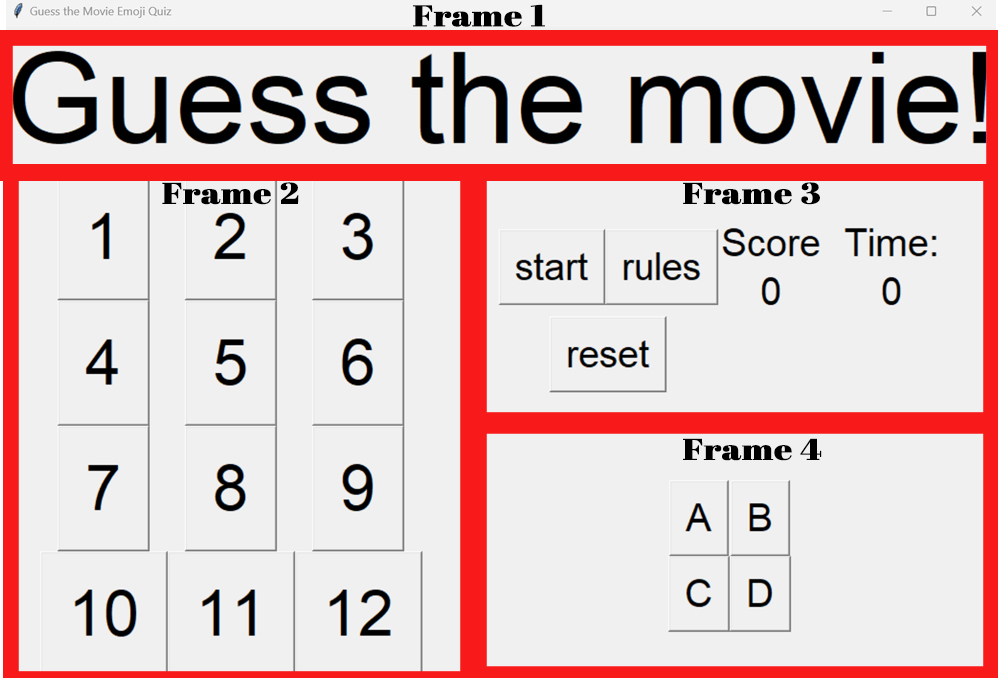 Guess the Movie Emoji Quiz
Frame 1
Guess the movie!
Frame 2
1 2 3
4 5 6
7 8 9
10 11 12
Frame 3
start rules Score Time:
0 0
reset
Frame 4
A B
C D